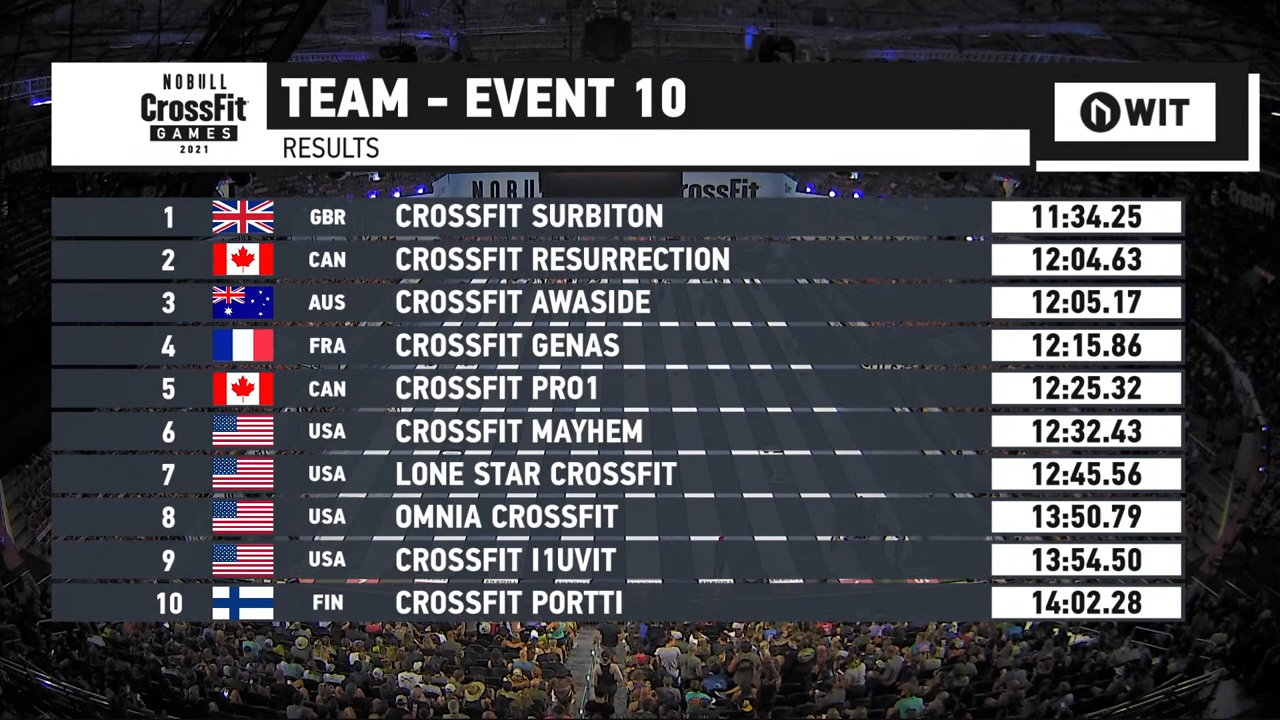 NOBULL
CrossFit
GAMES
2021
TEAM - EVENT 10
RESULTS
WIT
NOBU
rossFit
1 GBR CROSSFIT SURBITON 11:34.25
2 CAN CROSSFIT RESURRECTION 12:04.63
3 AUS CROSSFIT AWASIDE 12:05.17
4 FRA CROSSFIT GENAS 12:15.86
5 CAN CROSSFIT PRO1 12:25.32
6 USA CROSSFIT MAYHEM 12:32.43
7 USA LONE STAR CROSSFIT 12:45.56
8 USA OMNIA CROSSFIT 13:50.79
9 USA CROSSFIT I1UVIT 13:54.50
10 FIN CROSSFIT PORTTI 14:02.28